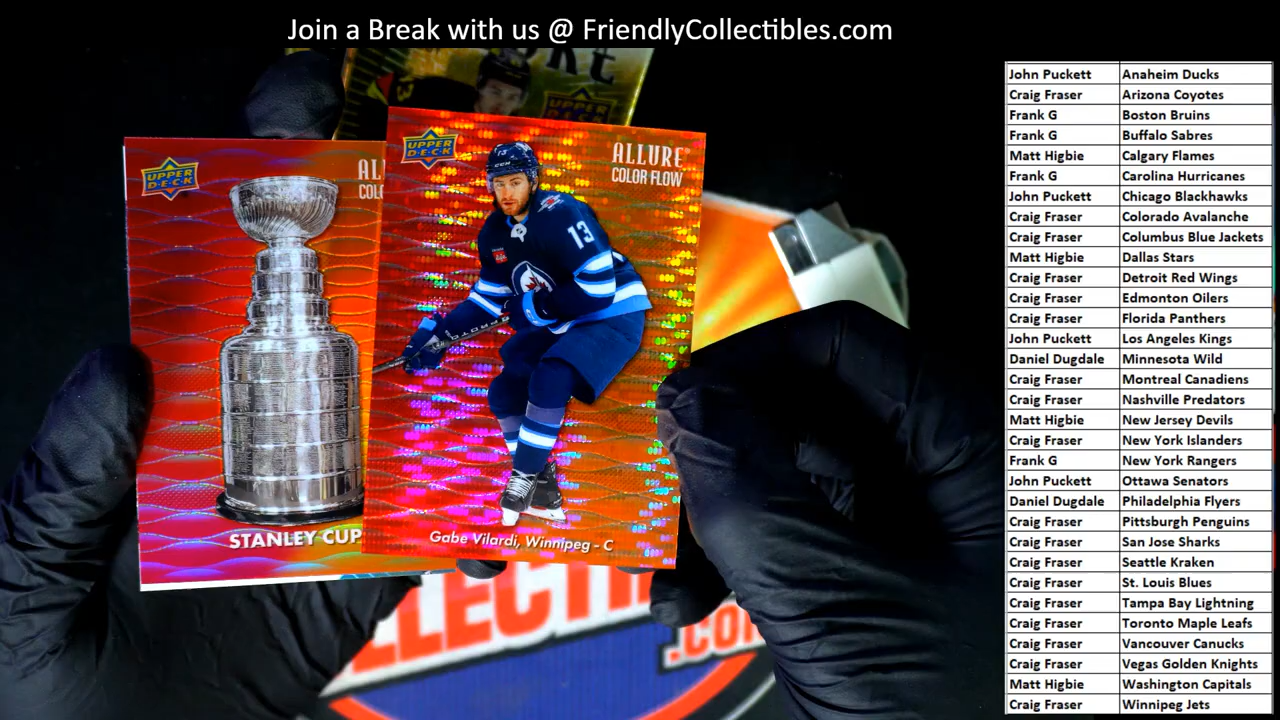 Join a Break with us @ FriendlyCollectibles.com
John Puckett Anaheim Ducks
Craig Fraser Arizona Coyotes
Frank G Boston Bruins
Frank G Buffalo Sabres
Matt Higbie Calgary Flames
Frank G Carolina Hurricanes
John Puckett Chicago Blackhawks
Craig Fraser Colorado Avalanche
Craig Fraser Columbus Blue Jackets
Matt Higbie Dallas Stars
Craig Fraser Detroit Red Wings
Craig Fraser Edmonton Oilers
Craig Fraser Florida Panthers
John Puckett Los Angeles Kings
Daniel Dugdale Minnesota Wild
Craig Fraser Montreal Canadiens
Craig Fraser Nashville Predators
Matt Higbie New Jersey Devils
Craig Fraser New York Islanders
Frank G New York Rangers
John Puckett Ottawa Senators
Daniel Dugdale Philadelphia Flyers
Craig Fraser Pittsburgh Penguins
Craig Fraser San Jose Sharks
Craig Fraser Seattle Kraken
Craig Fraser St. Louis Blues
Craig Fraser Tampa Bay Lightning
Craig Fraser Toronto Maple Leafs
Craig Fraser Vancouver Canucks
Craig Fraser Vegas Golden Knights
Matt Higbie Washington Capitals
Craig Fraser Winnipeg Jets
UPPER DECK
UPPER DECK
AL
COL
STANLEY CUP
UPPER DECK
ALLURE
COLOR FLOW
13
13
CCM
Gabe Vilardi, Winnipeg - C
LLECTI
.COM